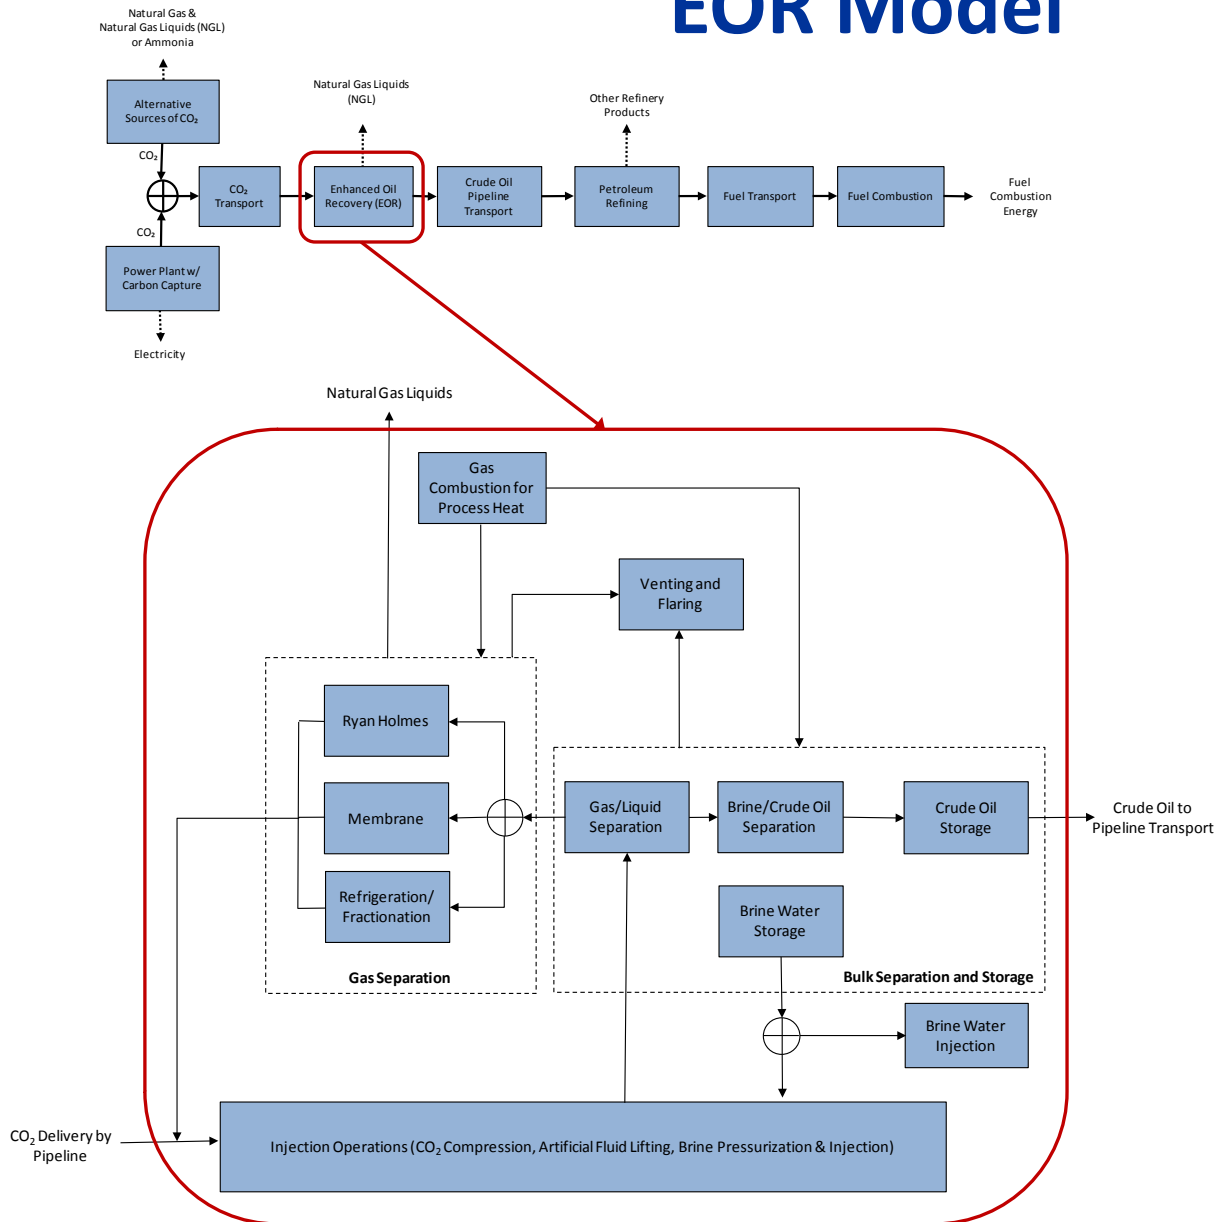 EOR Model
Natural Gas &
Natural Gas Liquids (NGL)
or Ammonia
Alternative
Sources of CO₂
CO₂
CO₂
Power Plant w/
Carbon Capture
Electricity
CO₂
Transport
Natural Gas Liquids
(NGL)
Enhanced Oil
Recovery (EOR)
Crude Oil
Pipeline
Transport
Other Refinery
Products
Petroleum
Refining
Fuel Transport
Fuel Combustion
Fuel
Combustion
Energy
Natural Gas Liquids
Gas
Combustion for
Process Heat
Venting and
Flaring
Ryan Holmes
Membrane
Refrigeration/
Fractionation
Gas Separation
Gas/Liquid
Separation
Brine/Crude Oil
Separation
Crude Oil
Storage
Crude Oil to
Pipeline Transport
Brine Water
Storage
Bulk Separation and Storage
Brine Water
Injection
CO₂ Delivery by
Pipeline
Injection Operations (CO₂ Compression, Artificial Fluid Lifting, Brine Pressurization & Injection)